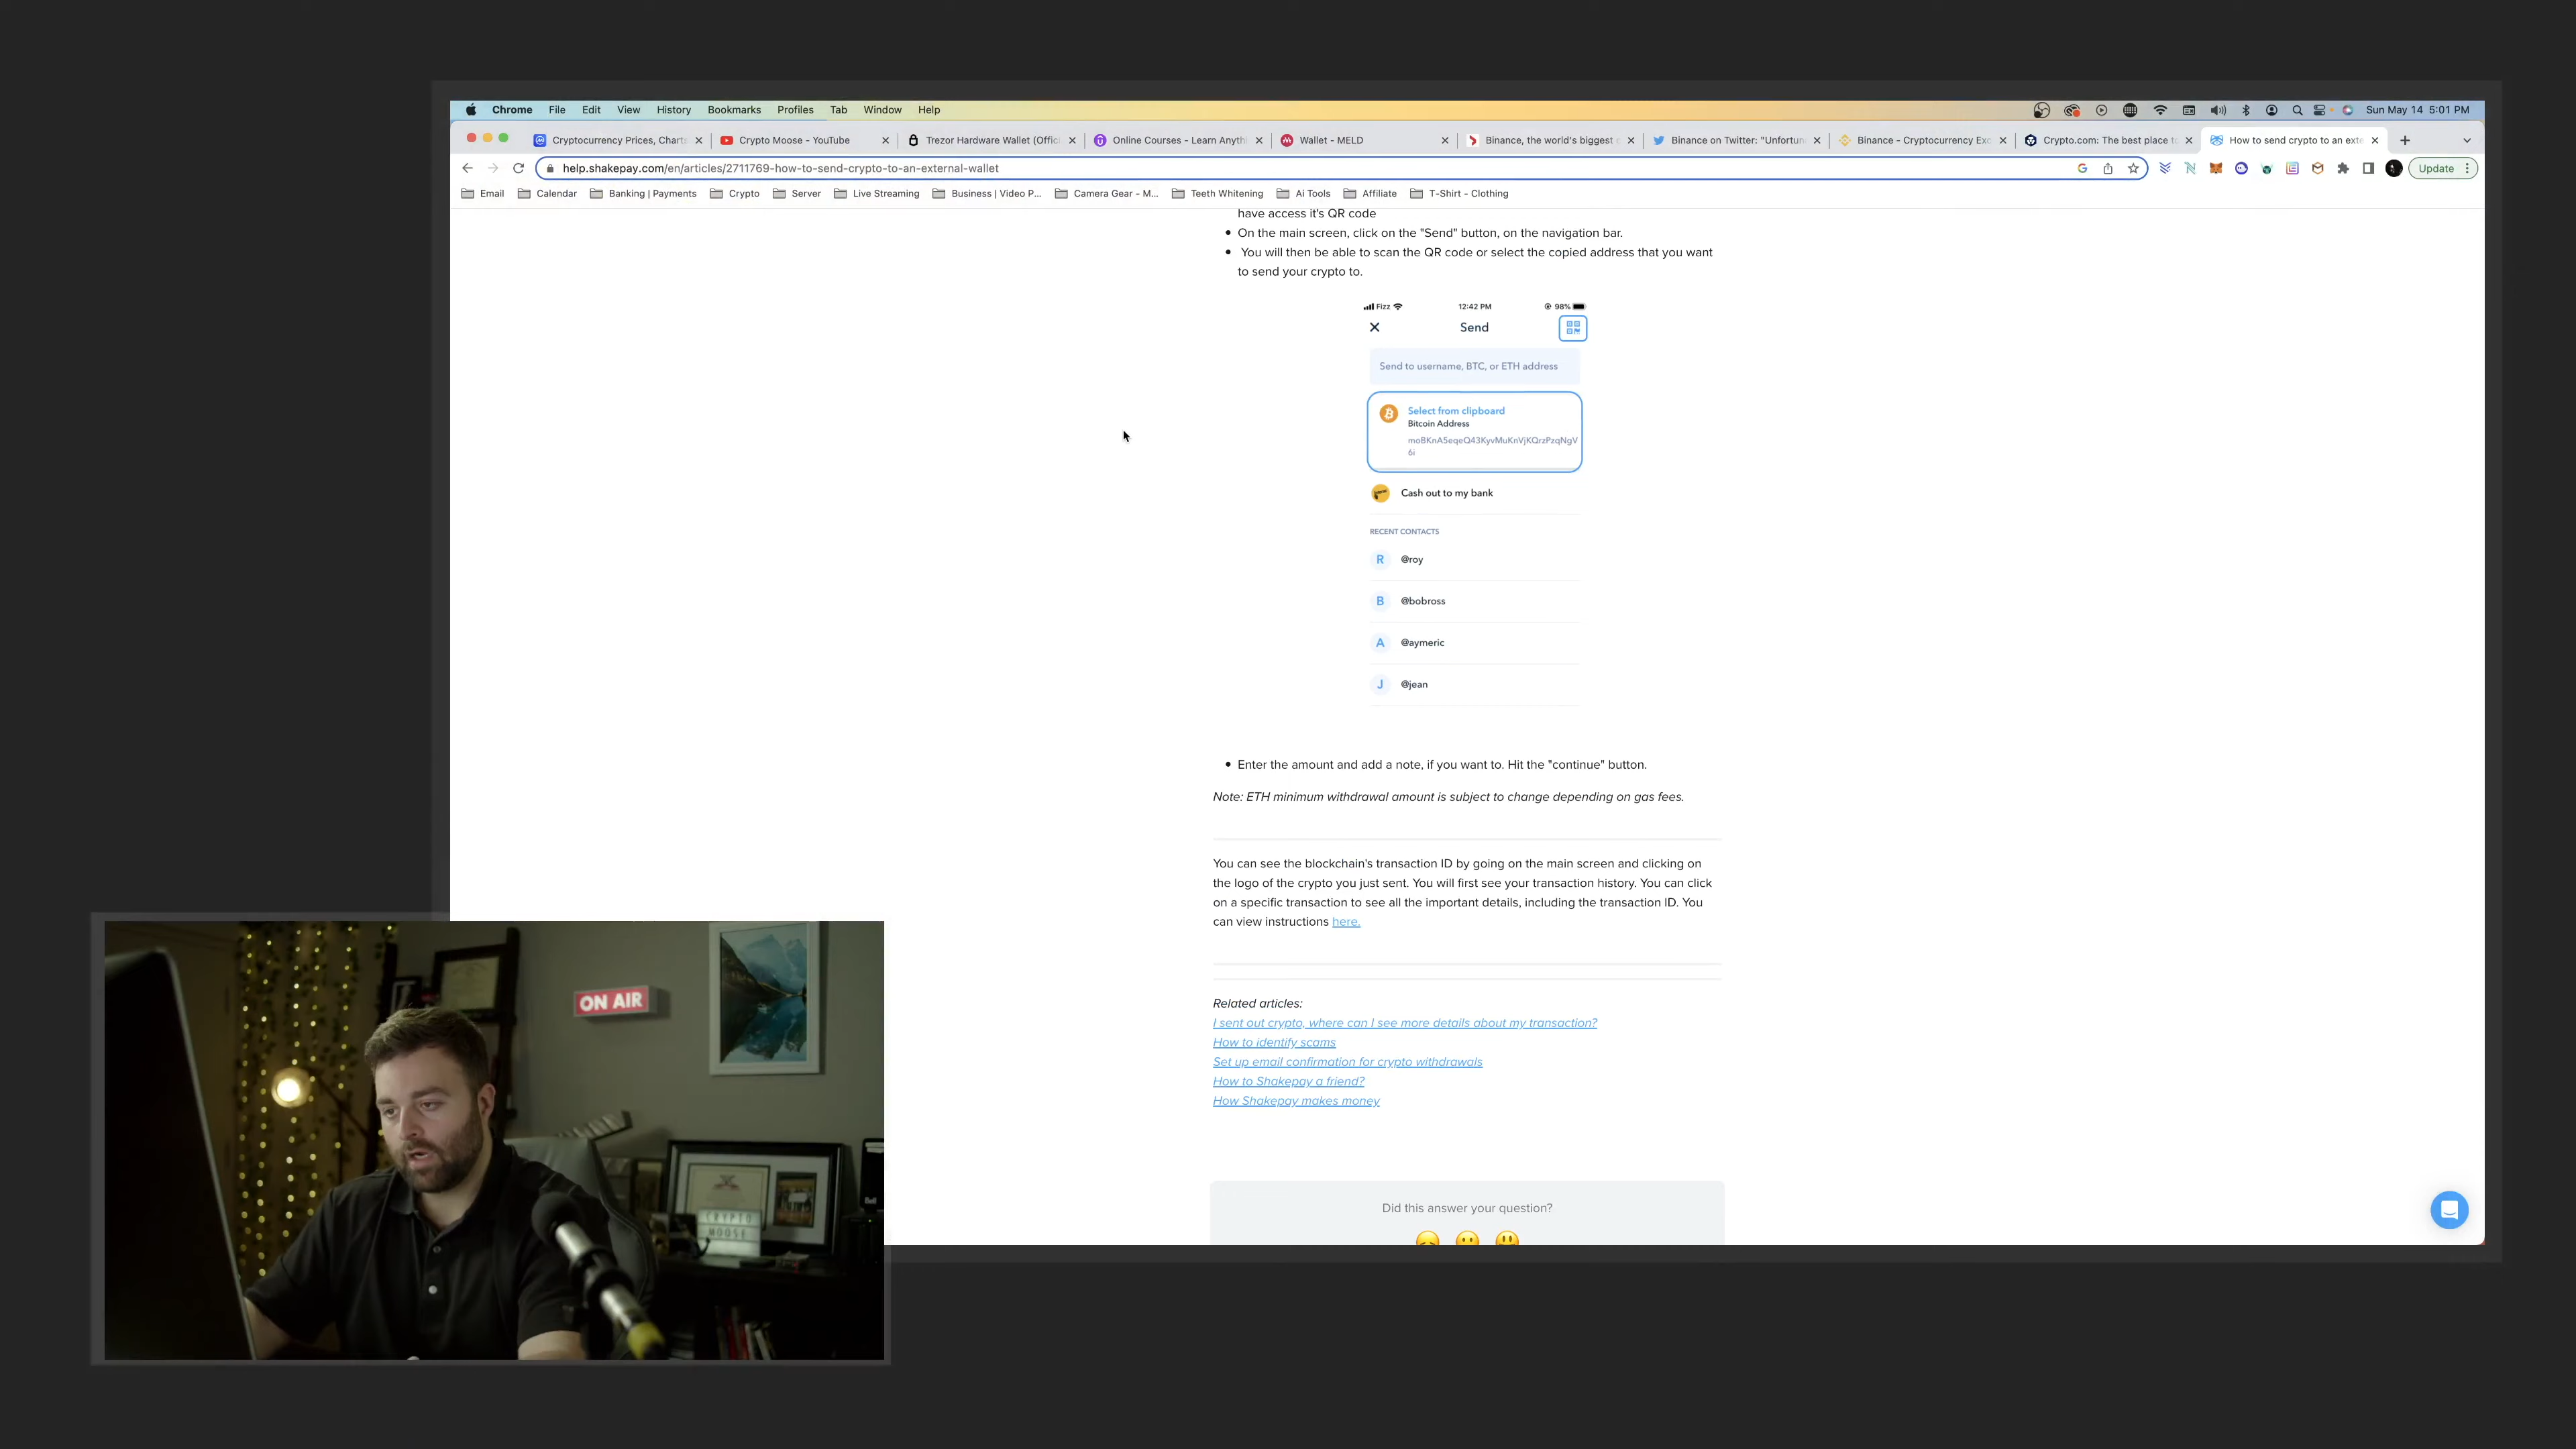 Chrome File Edit View History Bookmarks Profiles Tab Window Help
Sun May 14 5:01 PM
Cryptocurrency Prices, Chart
Crypto Moose - YouTube
Trezor Hardware Wallet (Offic
Online Courses - Learn Anyth
Wallet - MELD
Binance, the world's biggest c
Binance on Twitter: "Unfortun
Binance - Cryptocurrency Exc
Crypto.com: The best place to
How to send crypto to an exte
help.shakepay.com/en/articles/2711769-how-to-send-crypto-to-an-external-wallet
Update
Email Calendar Banking | Payments Crypto Server Live Streaming Business | Video P... Camera Gear - M... Teeth Whitening Ai Tools Affiliate T-Shirt - Clothing
have access it's QR code
On the main screen, click on the "Send" button, on the navigation bar.
You will then be able to scan the QR code or select the copied address that you want
to send your crypto to.
Fizz 12:42 PM 98%
Send
Send to username, BTC, or ETH address
Select from clipboard
Bitcoin Address
moBKnA5eqeQ43KyvMuKnVjKQrzPzqNgV
6i
Cash out to my bank
RECENT CONTACTS
R @roy
B @bobross
A @aymeric
J @jean
Enter the amount and add a note, if you want to. Hit the "continue" button.
Note: ETH minimum withdrawal amount is subject to change depending on gas fees.
You can see the blockchain's transaction ID by going on the main screen and clicking on
the logo of the crypto you just sent. You will first see your transaction history. You can click
on a specific transaction to see all the important details, including the transaction ID. You
can view instructions here.
Related articles:
I sent out crypto, where can I see more details about my transaction?
How to identify scams
Set up email confirmation for crypto withdrawals
How to Shakepay a friend?
How Shakepay makes money
Did this answer your question?
ON AIR
CRYPTO
MOOSE